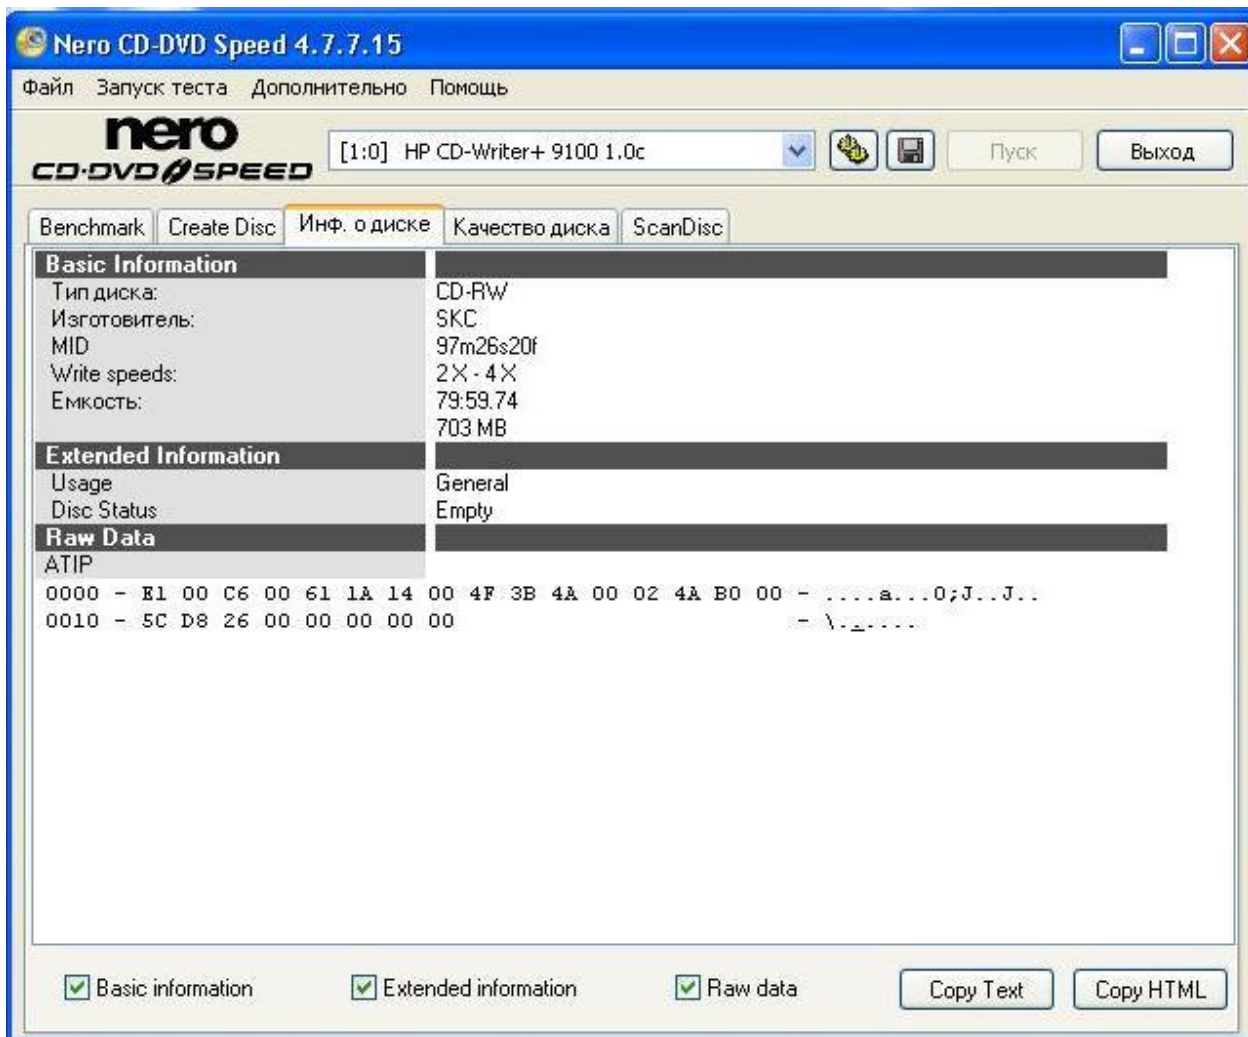 Nero CD-DVD Speed 4.7.7.15
Файл Запуск теста Дополнительно Помощь
nero
CD·DVD SPEED
[1:0] HP CD-Writer+ 9100 1.0c
Пуск
Выход
Benchmark Create Disc Инф. о диске Качество диска ScanDisc
Basic Information
Тип диска: CD-RW
Изготовитель: SKC
MID 97m26s20f
Write speeds: 2 X - 4 X
Емкость: 79:59.74
703 MB
Extended Information
Usage General
Disc Status Empty
Raw Data
ATIP
0000 - E1 00 C6 00 61 1A 14 00 4F 3B 4A 00 02 4A B0 00 - ....a...O;J..J..
0010 - 5C D8 26 00 00 00 00 00 - \._.....
Basic information Extended information Raw data Copy Text Copy HTML